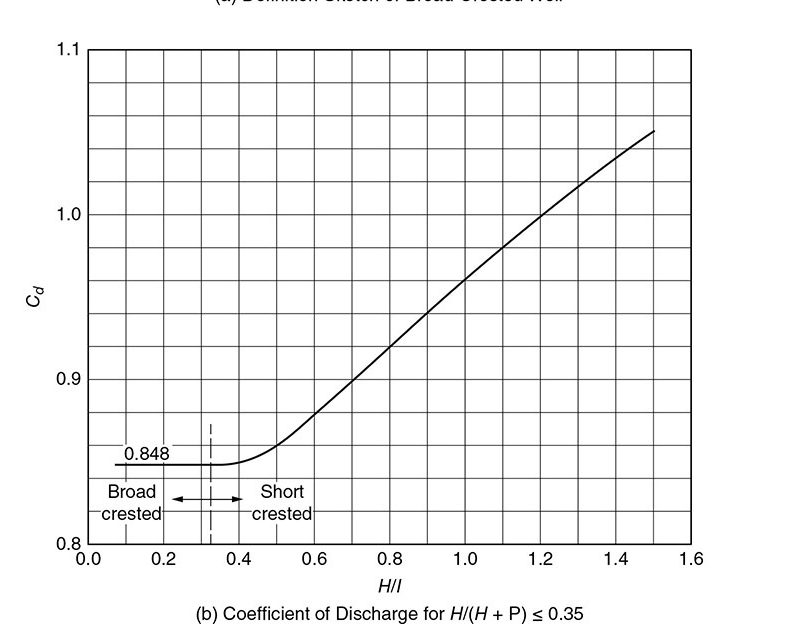 1.1
1.0
C_d
0.9
0.848
Broad
crested
Short
crested
0.8
0.0 0.2 0.4 0.6 0.8 1.0 1.2 1.4 1.6
H/l
(b) Coefficient of Discharge for H/(H + P) ≤ 0.35